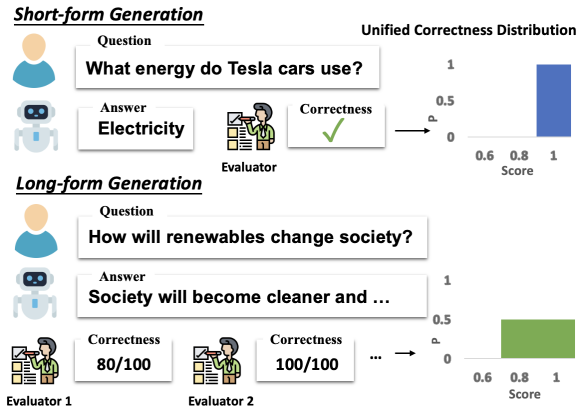 Short-form Generation
Unified Correctness Distribution
Question
What energy do Tesla cars use?
Answer
Electricity
Correctness
Evaluator
1
0.5
0
P
0.6 0.8 1
Score
Long-form Generation
Question
How will renewables change society?
Answer
Society will become cleaner and ...
Correctness
80/100
Evaluator 1
Correctness
100/100
Evaluator 2
...
1
0.5
0
P
0.6 0.8 1
Score